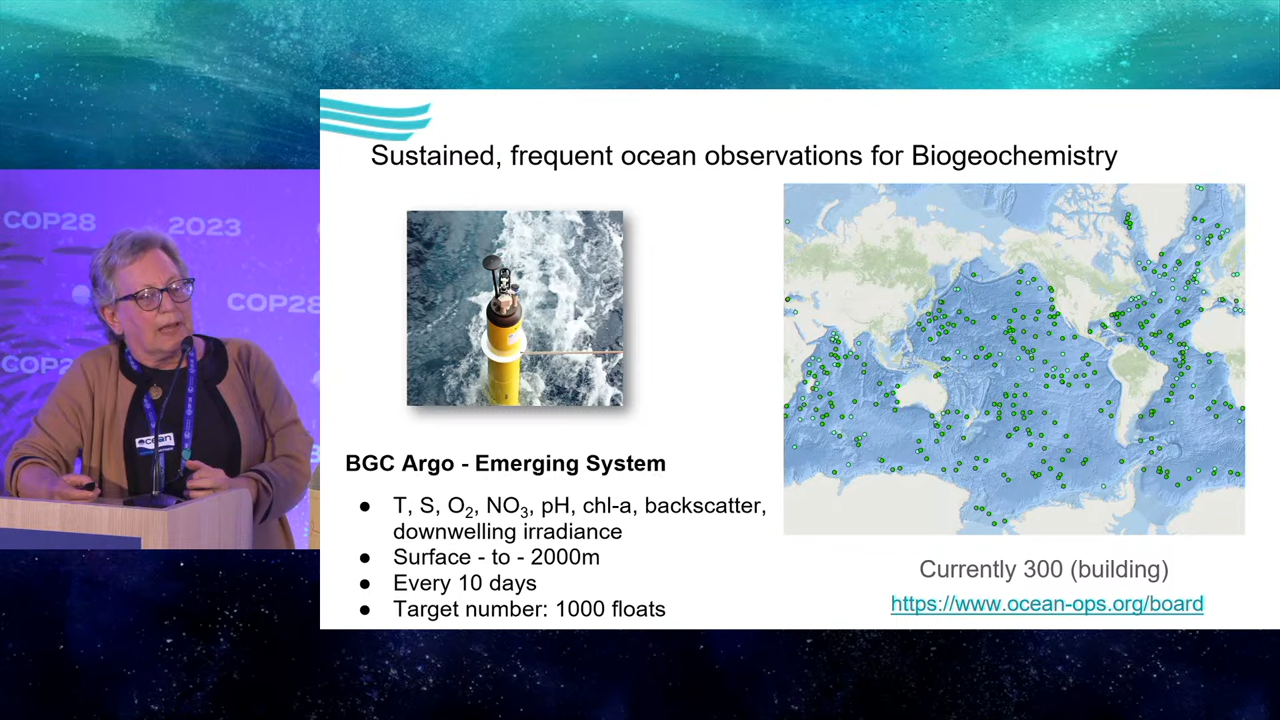 COP28
2023
COP28
COP2
ocean
Sustained, frequent ocean observations for Biogeochemistry
BGC Argo - Emerging System
● T, S, O₂, NO₃, pH, chl-a, backscatter,
downwelling irradiance
● Surface - to - 2000m
● Every 10 days
● Target number: 1000 floats
Currently 300 (building)
https://www.ocean-ops.org/board